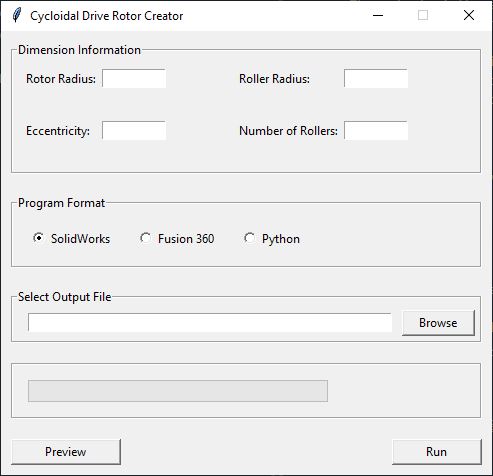 Cycloidal Drive Rotor Creator
Dimension Information
Rotor Radius: Roller Radius:
Eccentricity: Number of Rollers:
Program Format
SolidWorks Fusion 360 Python
Select Output File
Browse
Preview Run